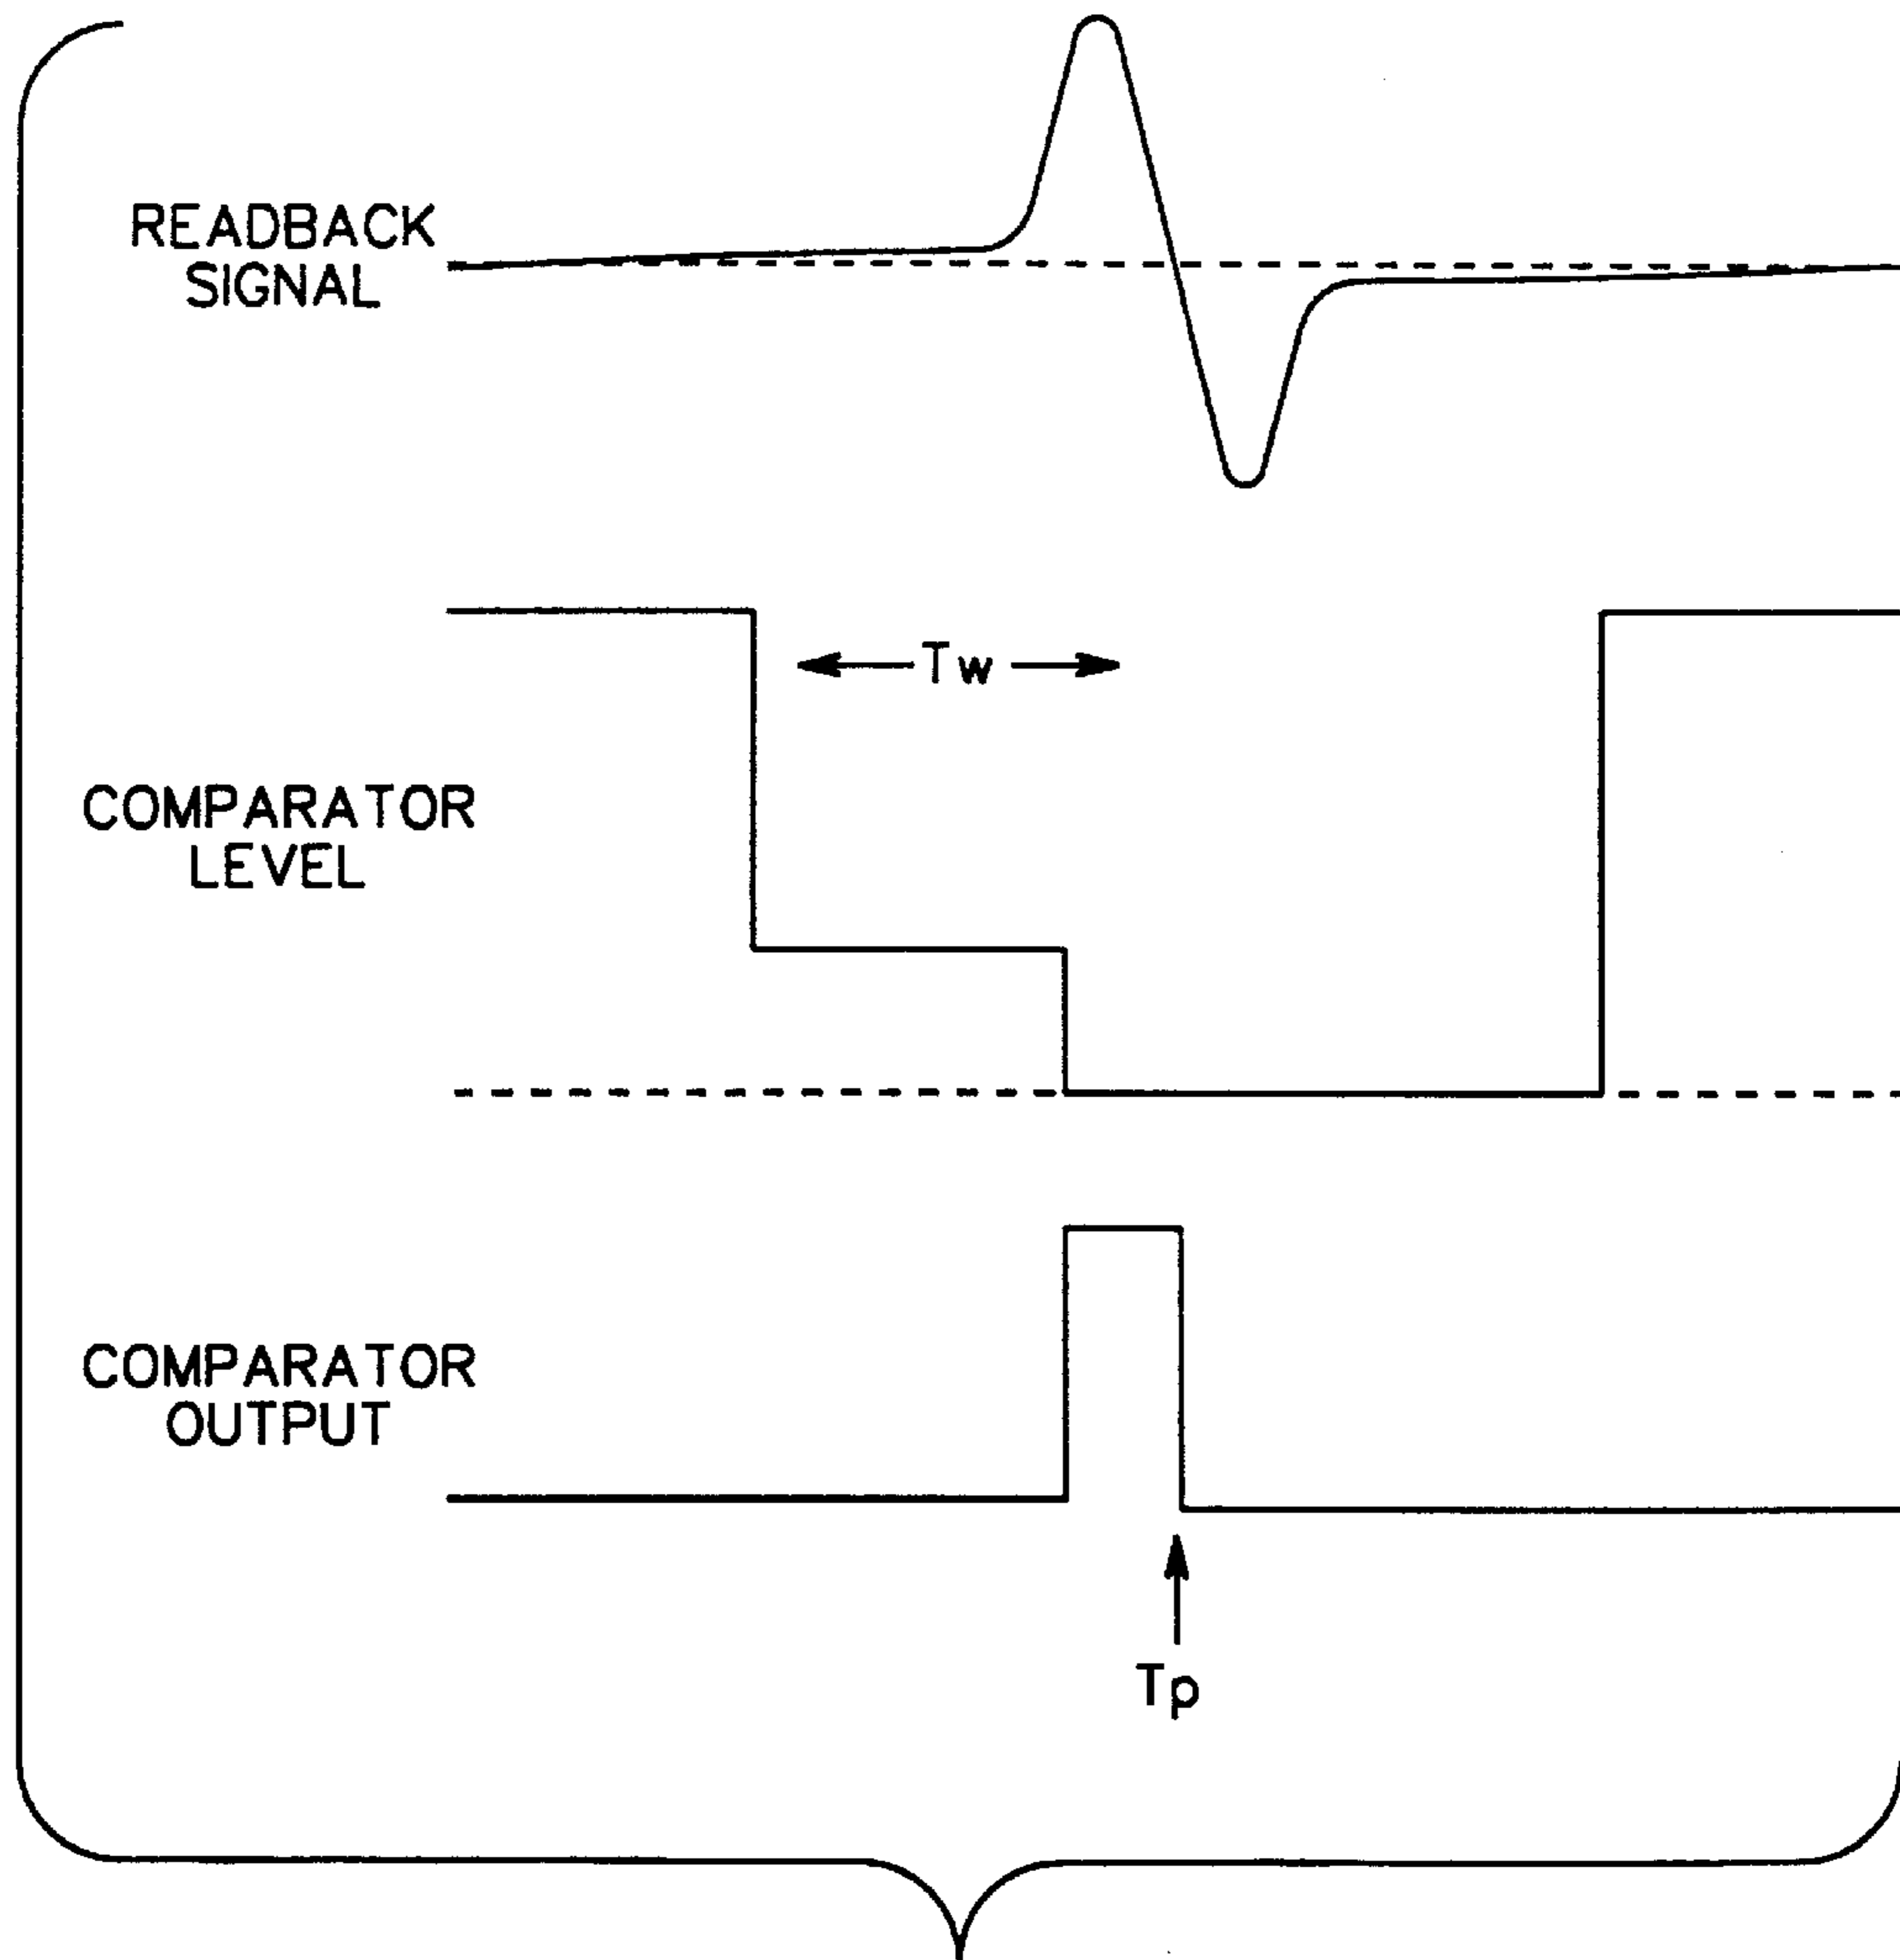 READBACK
SIGNAL
Tw
COMPARATOR
LEVEL
COMPARATOR
OUTPUT
Tp